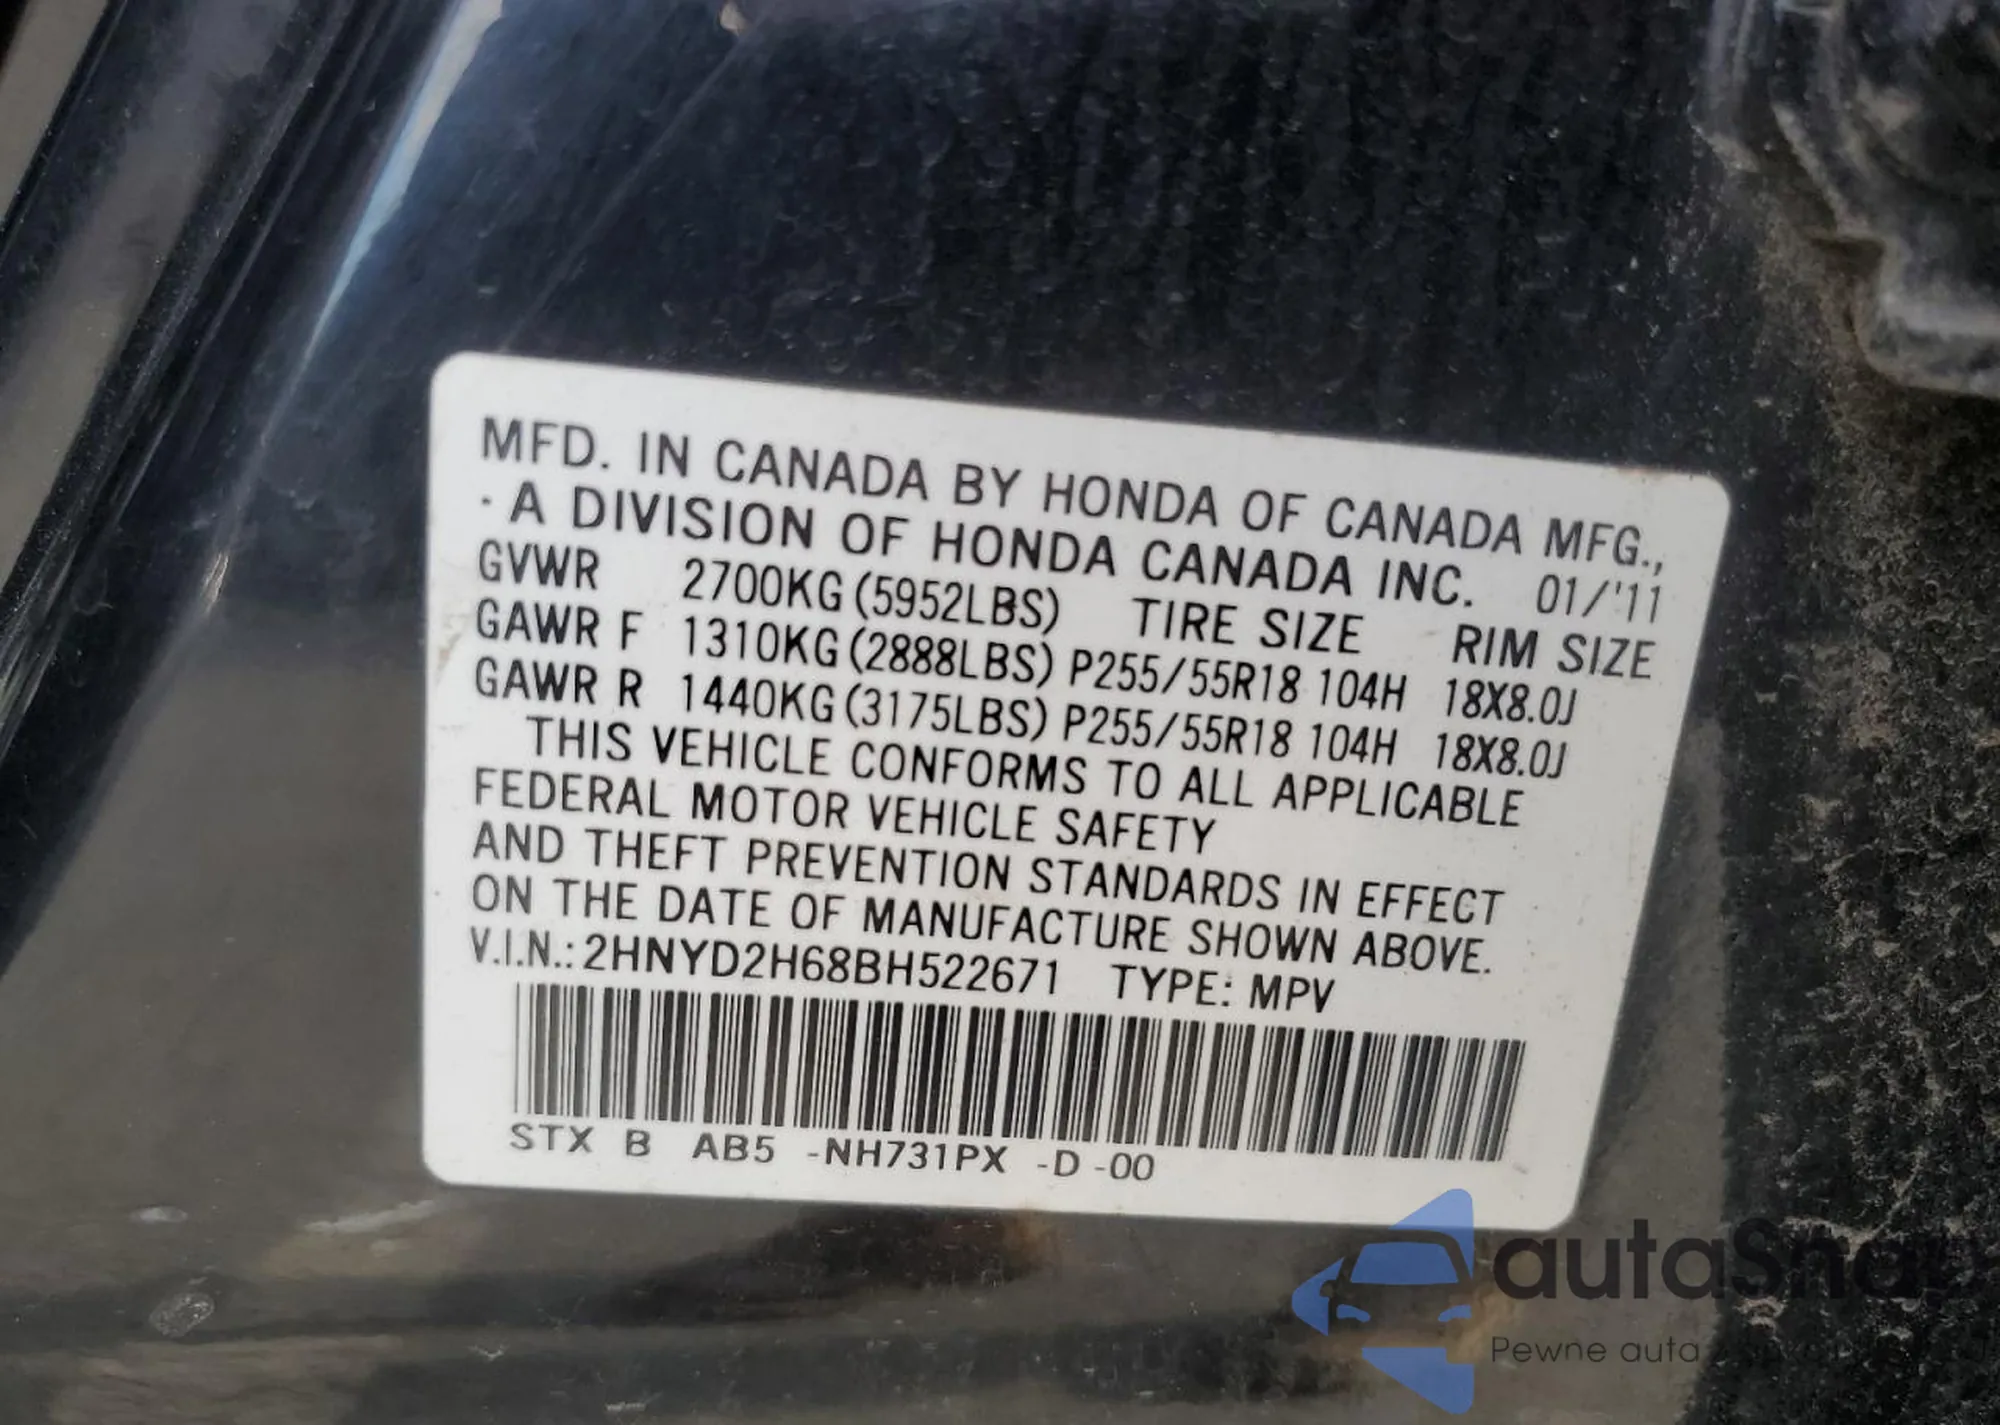 MFD. IN CANADA BY HONDA OF CANADA MFG.,
· A DIVISION OF HONDA CANADA INC. 01/'11
GVWR 2700KG (5952LBS) TIRE SIZE RIM SIZE
GAWR F 1310KG (2888LBS) P255/55R18 104H 18X8.0J
GAWR R 1440KG (3175LBS) P255/55R18 104H 18X8.0J
THIS VEHICLE CONFORMS TO ALL APPLICABLE
FEDERAL MOTOR VEHICLE SAFETY
AND THEFT PREVENTION STANDARDS IN EFFECT
ON THE DATE OF MANUFACTURE SHOWN ABOVE.
V.I.N.: 2HNYD2H68BH522671 TYPE: MPV
STX B AB5 -NH731PX -D -00
autaSnap
Pewne auta